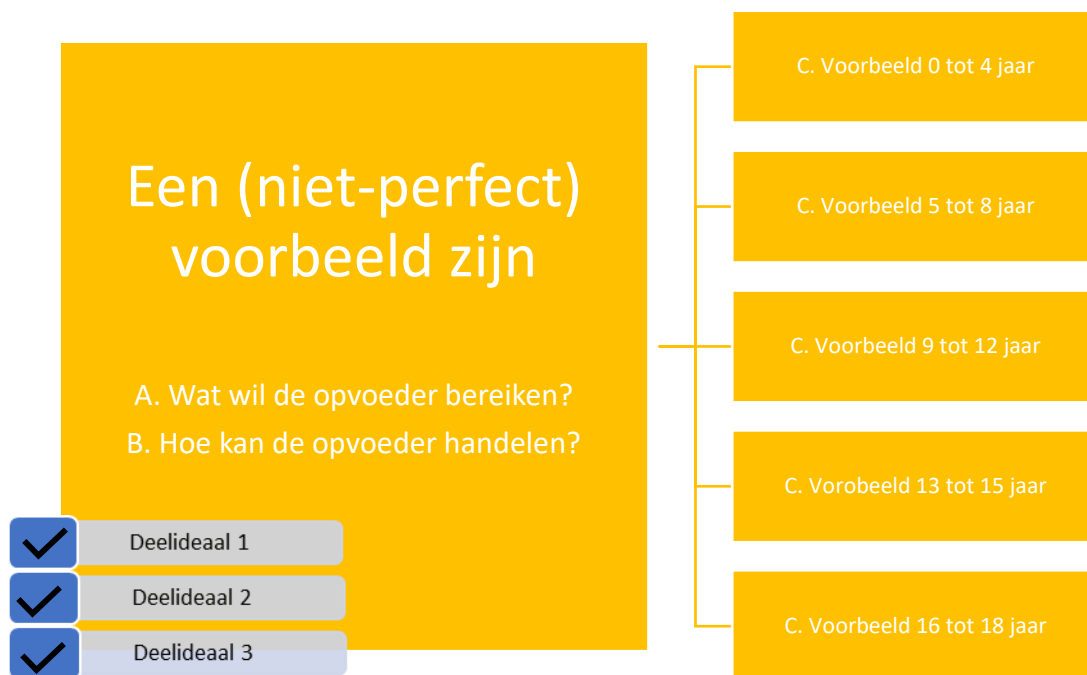 Een (niet-perfect)
voorbeeld zijn
A. Wat wil de opvoeder bereiken?
B. Hoe kan de opvoeder handelen?
Deelideaal 1
Deelideaal 2
Deelideaal 3
C. Voorbeeld 0 tot 4 jaar
C. Voorbeeld 5 tot 8 jaar
C. Voorbeeld 9 tot 12 jaar
C. Vorobeeld 13 tot 15 jaar
C. Voorbeeld 16 tot 18 jaar